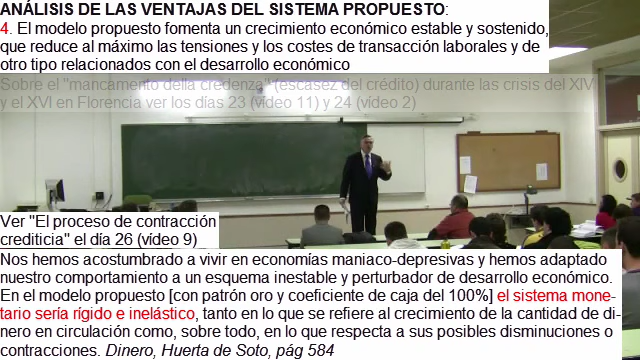 ANÁLISIS DE LAS VENTAJAS DEL SISTEMA PROPUESTO:
4. El modelo propuesto fomenta un crecimiento económico estable y sostenido,
que reduce al máximo las tensiones y los costes de transacción laborales y de
otro tipo relacionados con el desarrollo económico
Sobre el "mancamento della credenza" (escasez del crédito) durante las crisis del XIV
y el XVI en Florencia ver los días 23 (vídeo 11) y 24 (vídeo 2)
Ver "El proceso de contracción
crediticia" el día 26 (vídeo 9)
Nos hemos acostumbrado a vivir en economías maniaco-depresivas y hemos adaptado
nuestro comportamiento a un esquema inestable y perturbador de desarrollo económico.
En el modelo propuesto [con patrón oro y coeficiente de caja del 100%] el sistema mone-
tario sería rígido e inelástico, tanto en lo que se refiere al crecimiento de la cantidad de di-
nero en circulación como, sobre todo, en lo que respecta a sus posibles disminuciones o
contracciones. Dinero, Huerta de Soto, pág 584